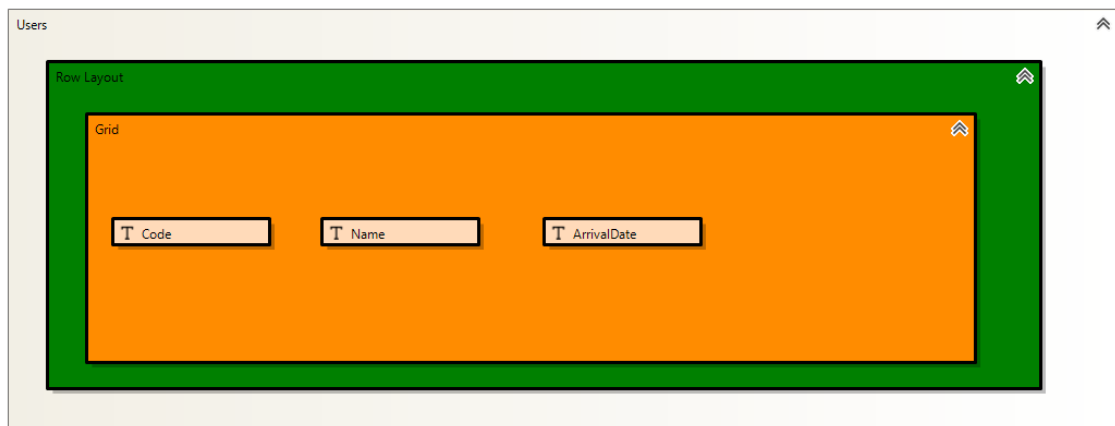 Users
Row Layout
Grid
T Code
T Name
T ArrivalDate